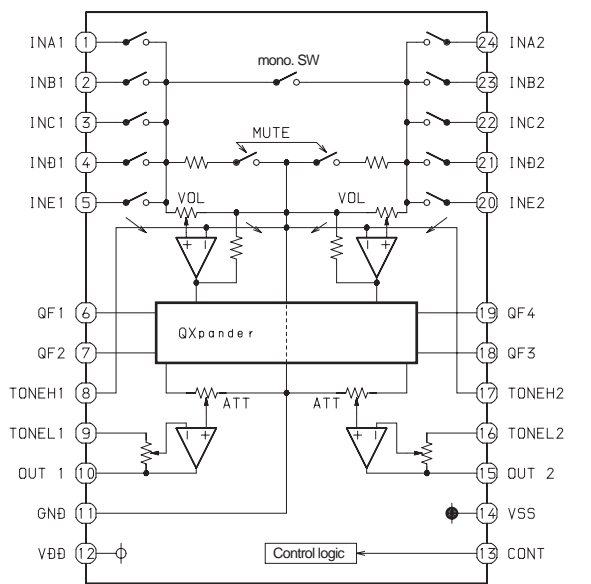 INA1 1 24 INA2
mono. SW
INB1 2 23 INB2
INC1 3 22 INC2
MUTE
IND1 4 21 IND2
INE1 5 VOL VOL 20 INE2
+ − − +
QF1 6 19 QF4
QXpander
QF2 7 18 QF3
TONEH1 8 17 TONEH2
ATT ATT
TONEL1 9 − + + − 16 TONEL2
OUT 1 10 15 OUT 2
GND 11 14 VSS
VDD 12 Control logic 13 CONT